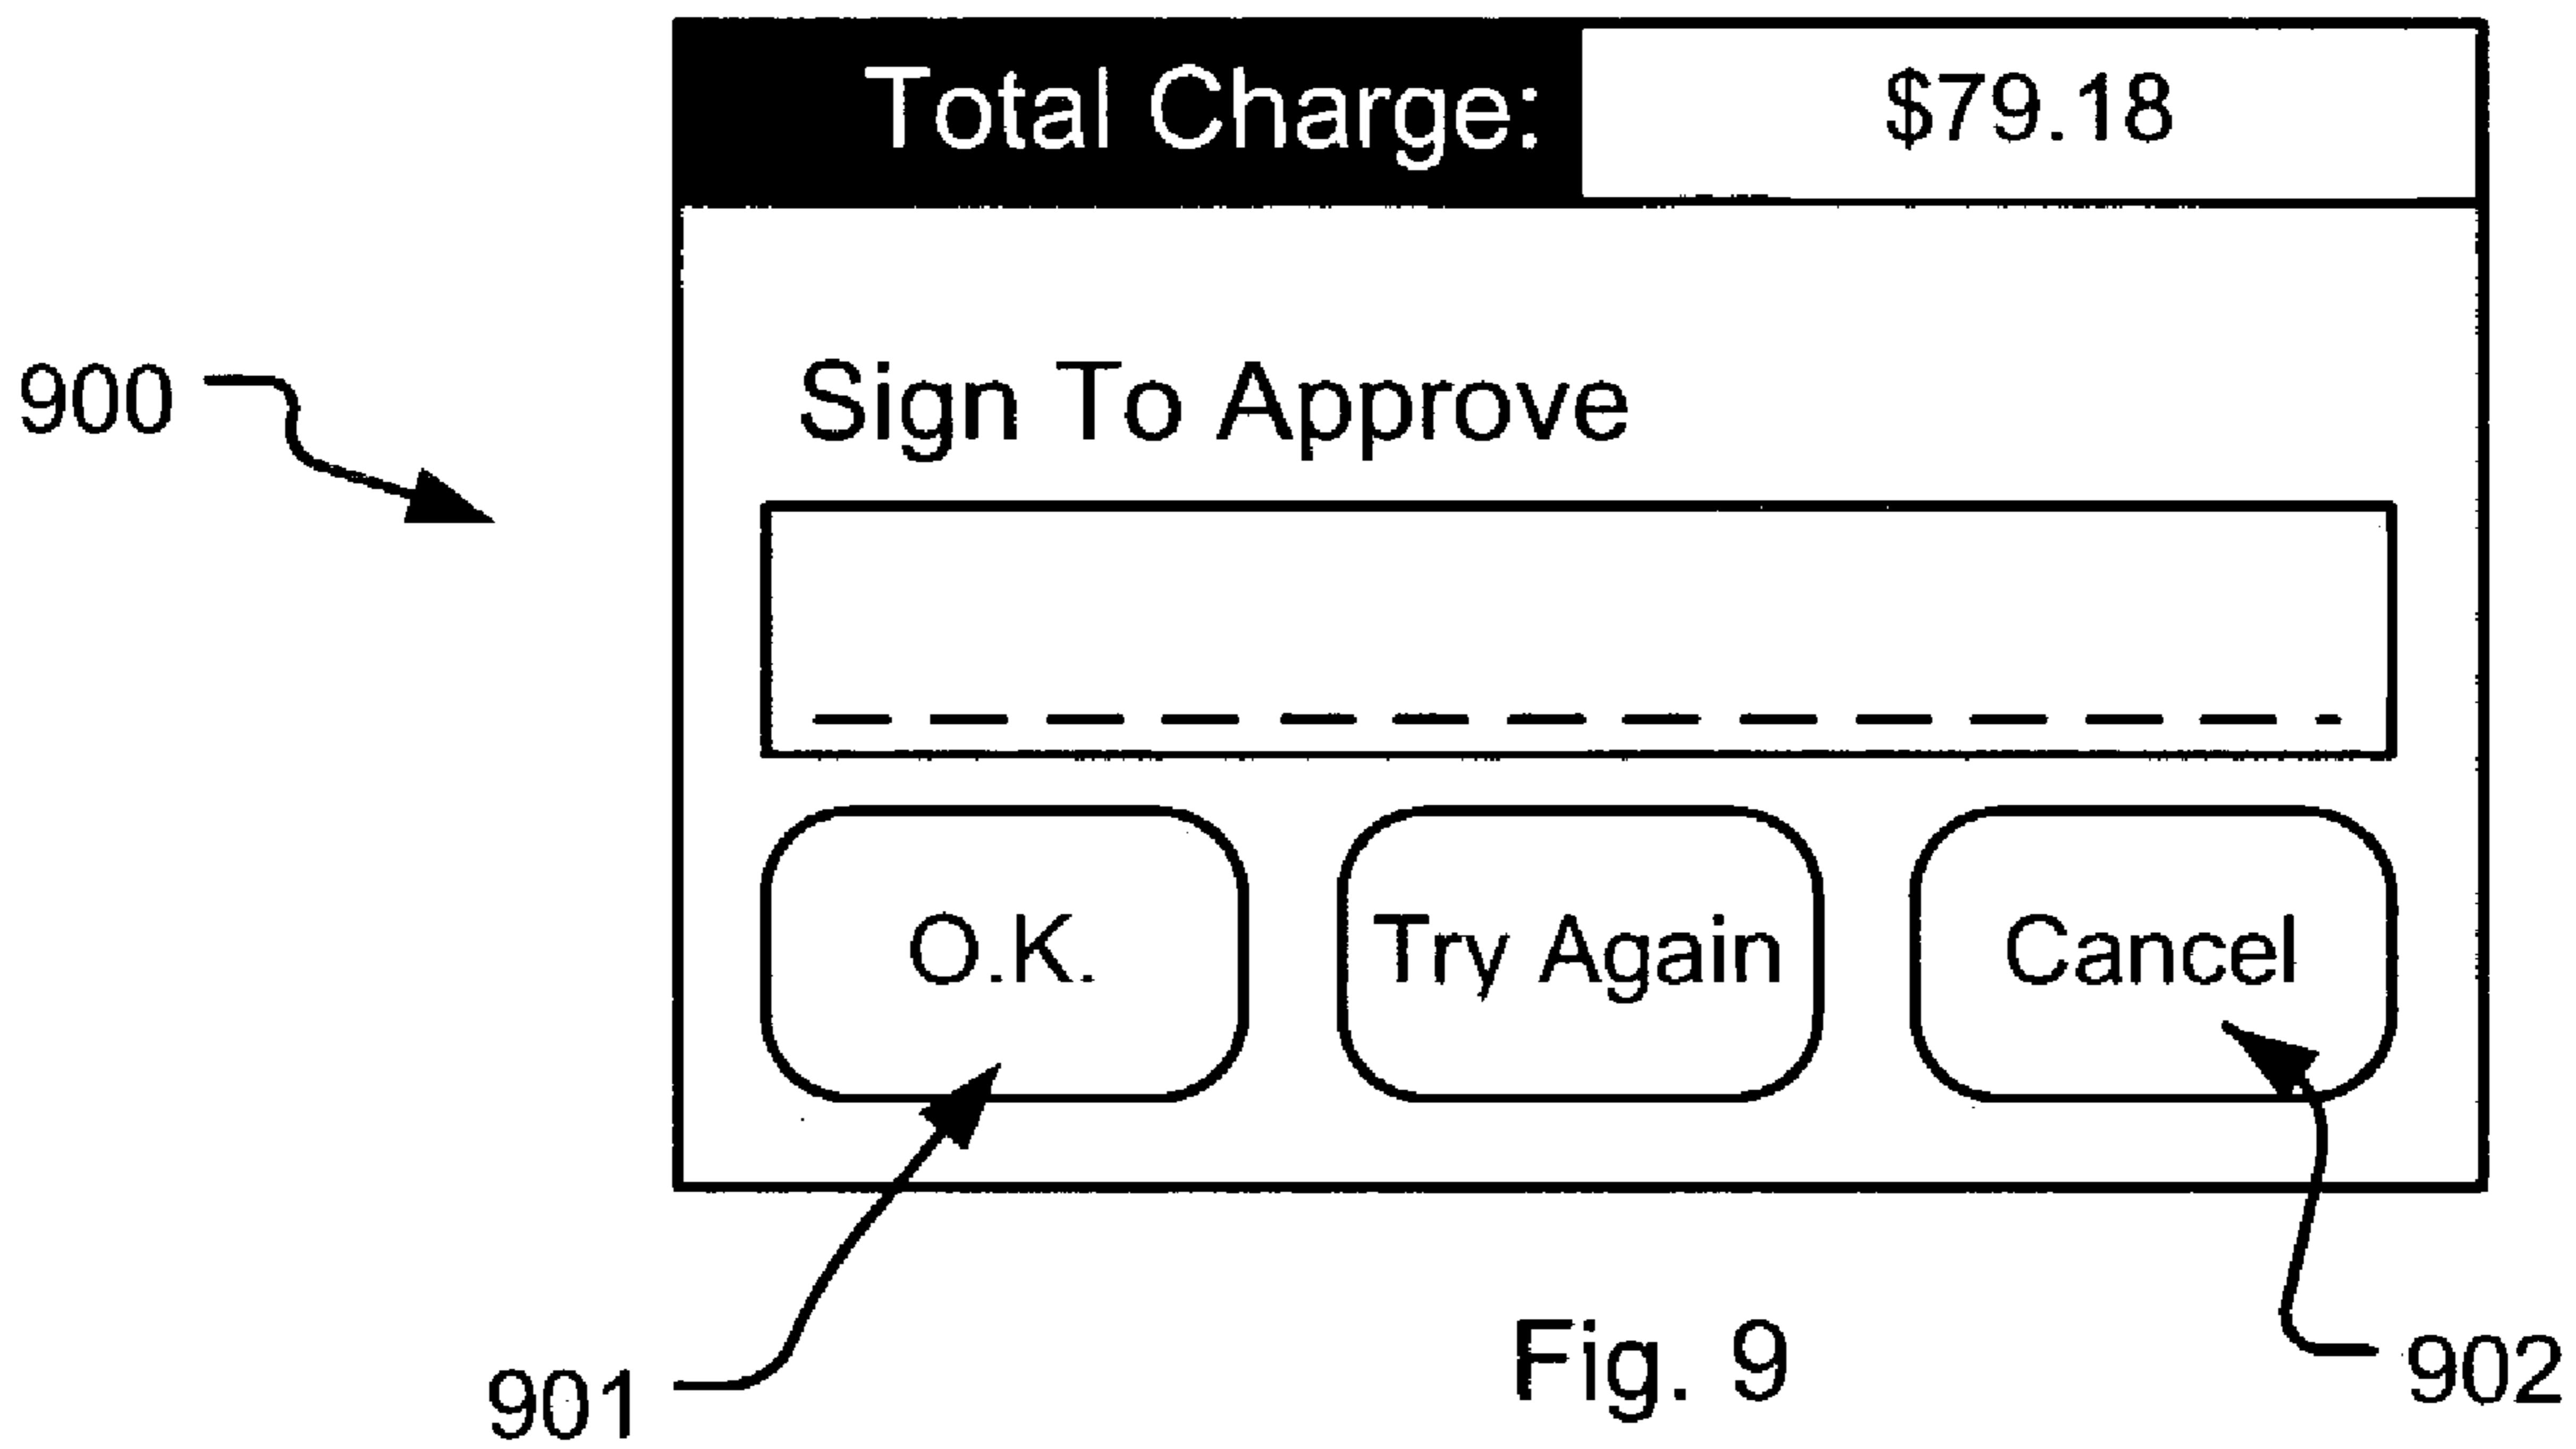 Total Charge: $79.18
900
Sign To Approve
O.K. Try Again Cancel
901
Fig. 9
902